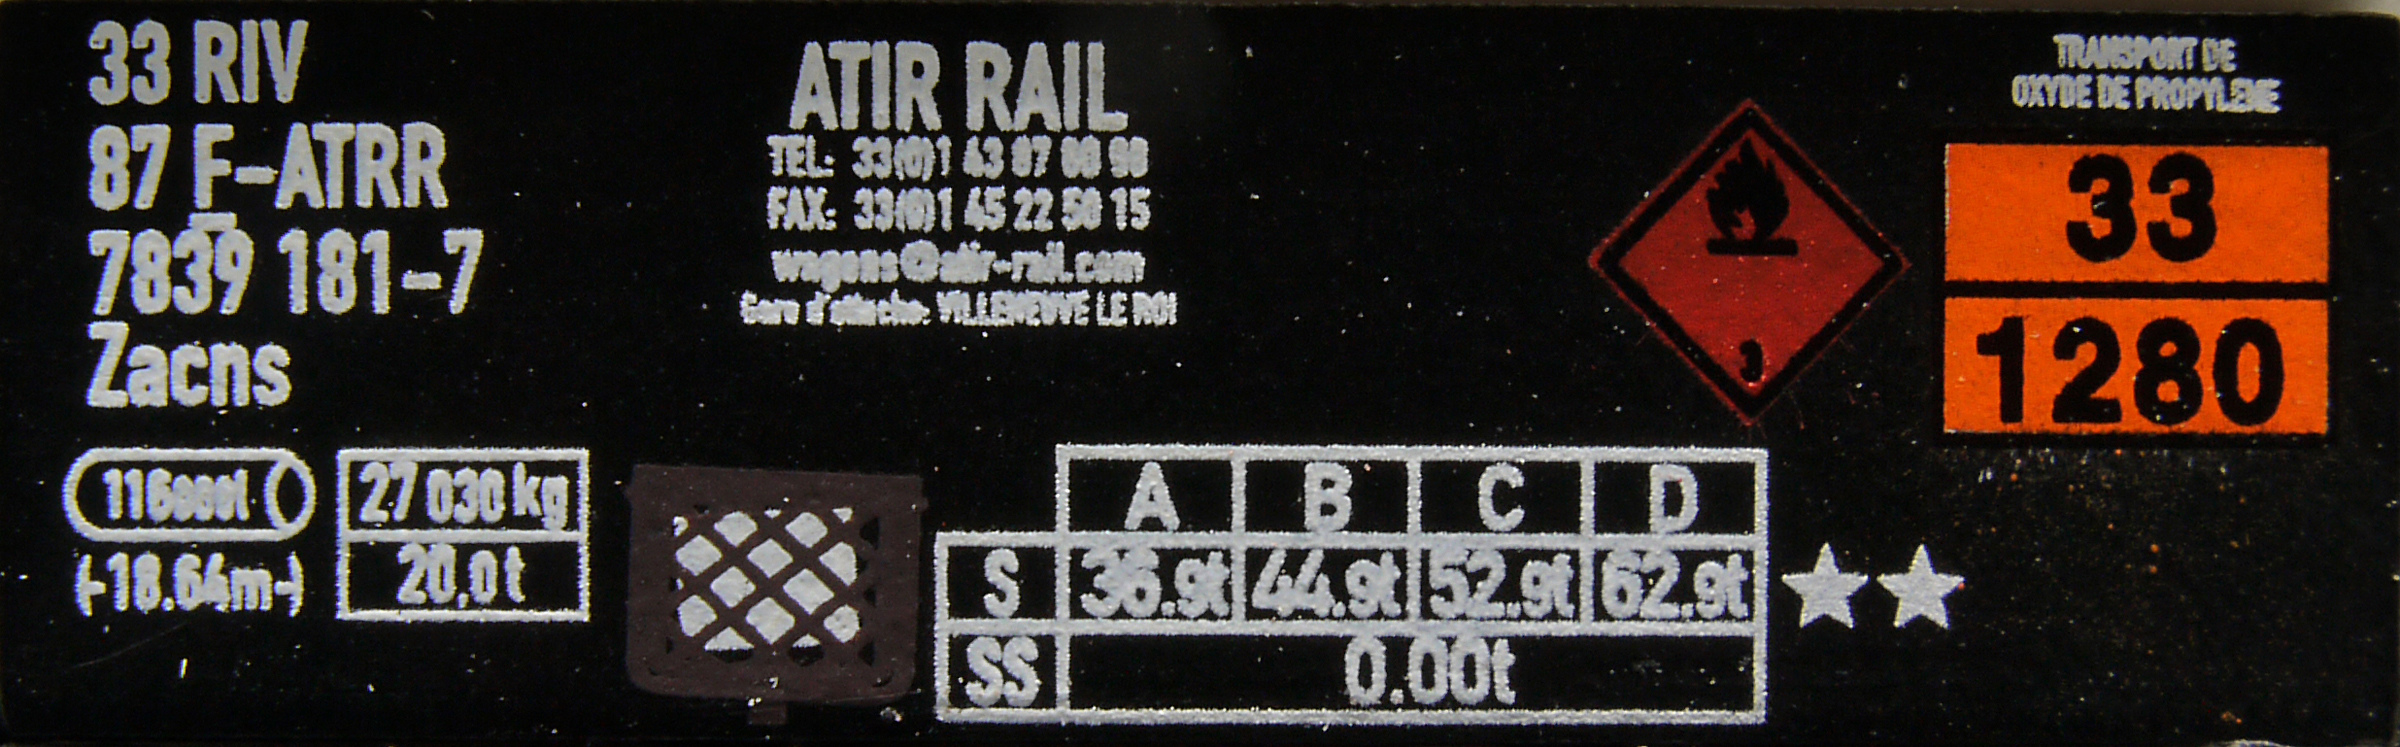 33 RIV
87 F-ATRR
7839 181-7
Zacns
ATIR RAIL
TEL: 33(0)1 43 87 80 90
FAX: 33(0)1 45 22 50 15
wagons@atir-rail.com
Gare d'attache: VILLENEUVE LE ROI
3
TRANSPORT DE
OXYDE DE PROPYLENE
33
1280
27 030 kg
(-18.64m-)
20,0t
A B C D
S 36.9t 44.9t 52.9t 62.9t
SS 0.00t